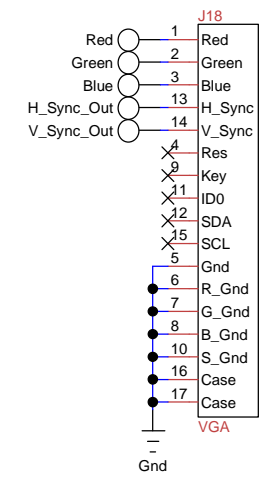 J18
Red 1 Red
Green 2 Green
Blue 3 Blue
H_Sync_Out 13 H_Sync
V_Sync_Out 14 V_Sync
4 Res
9 Key
11 ID0
12 SDA
15 SCL
5 Gnd
6 R_Gnd
7 G_Gnd
8 B_Gnd
10 S_Gnd
16 Case
17 Case
VGA
Gnd